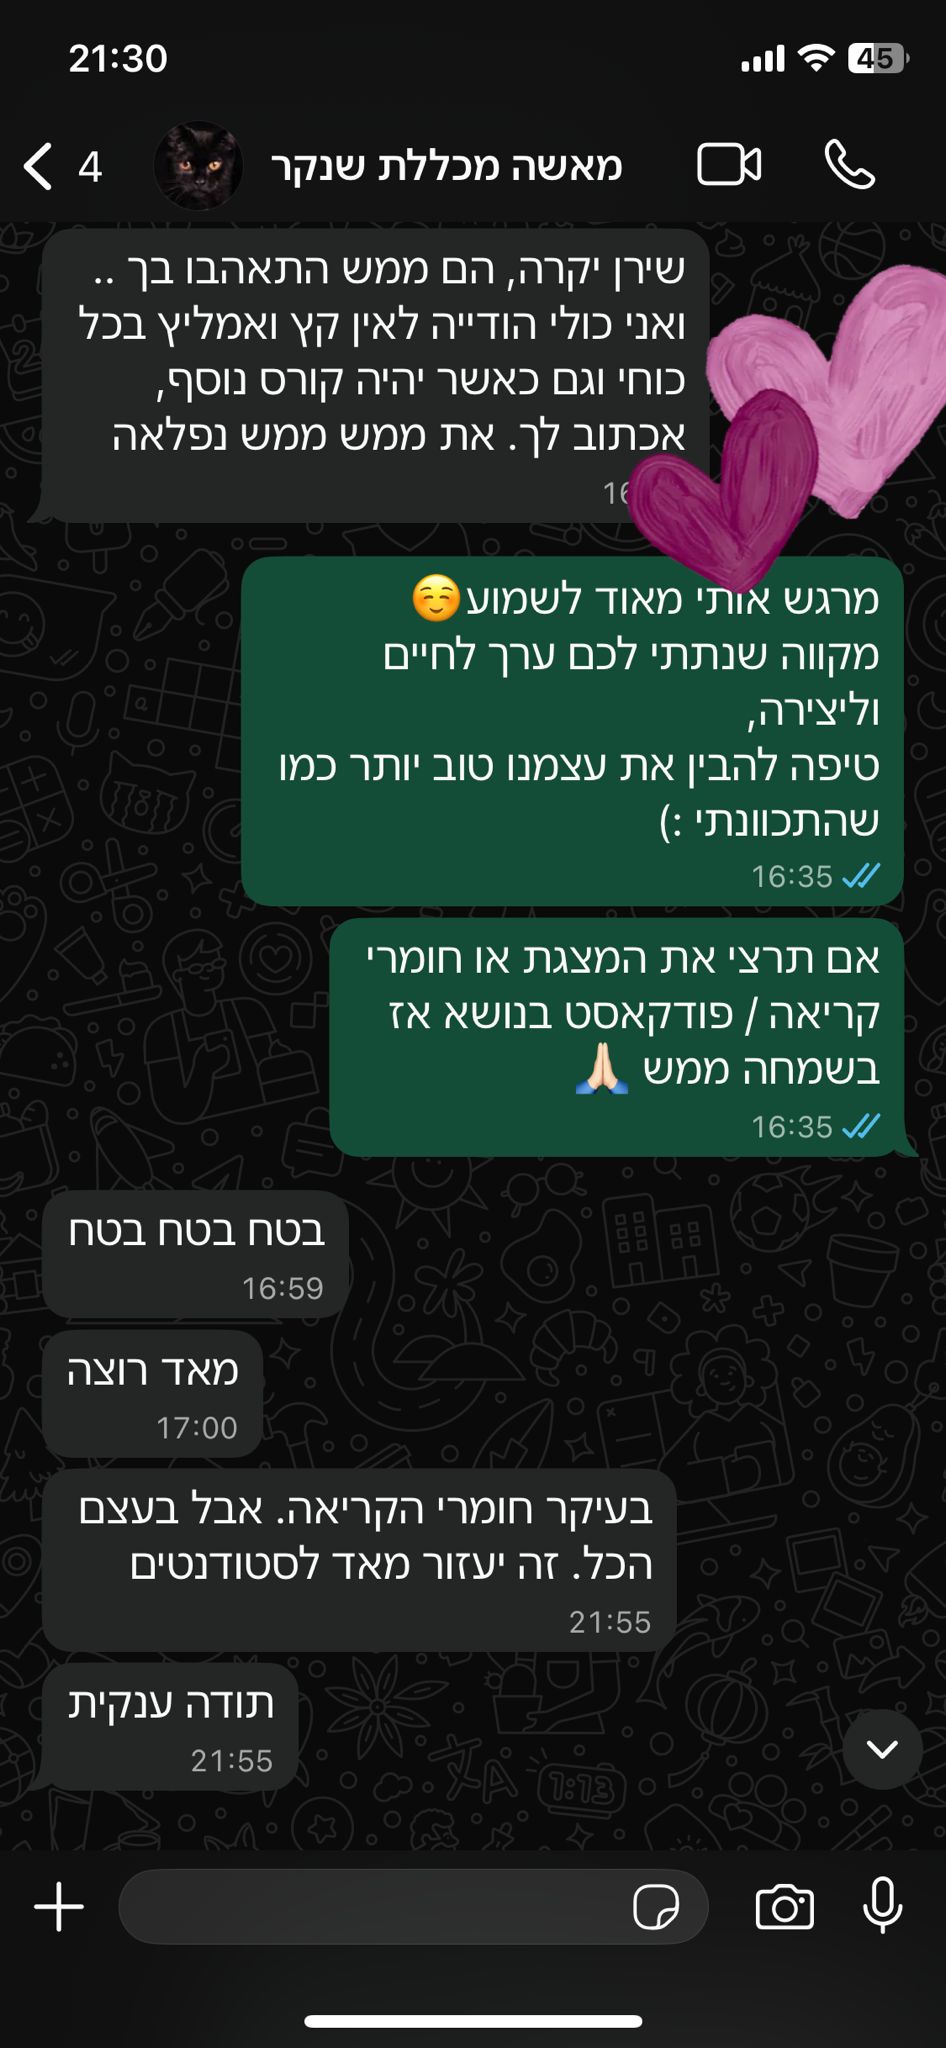 21:30
45
4
מאשה מכללת שנקר
שירן יקרה, הם ממש התאהבו בך ..
ואני כולי הודייה לאין קץ ואמליץ בכל
כוחי וגם כאשר יהיה קורס נוסף,
אכתוב לך. את ממש ממש נפלאה
מרגש אותי מאוד לשמוע☺️
מקווה שנתתי לכם ערך לחיים
וליצירה,
טיפה להבין את עצמנו טוב יותר כמו
שהתכוונתי :)
16:35
אם תרצי את המצגת או חומרי
קריאה / פודקאסט בנושא אז
בשמחה ממש 🙏🏻
16:35
בטח בטח בטח
16:59
מאד רוצה
17:00
בעיקר חומרי הקריאה. אבל בעצם
הכל. זה יעזור מאד לסטודנטים
21:55
תודה ענקית
21:55